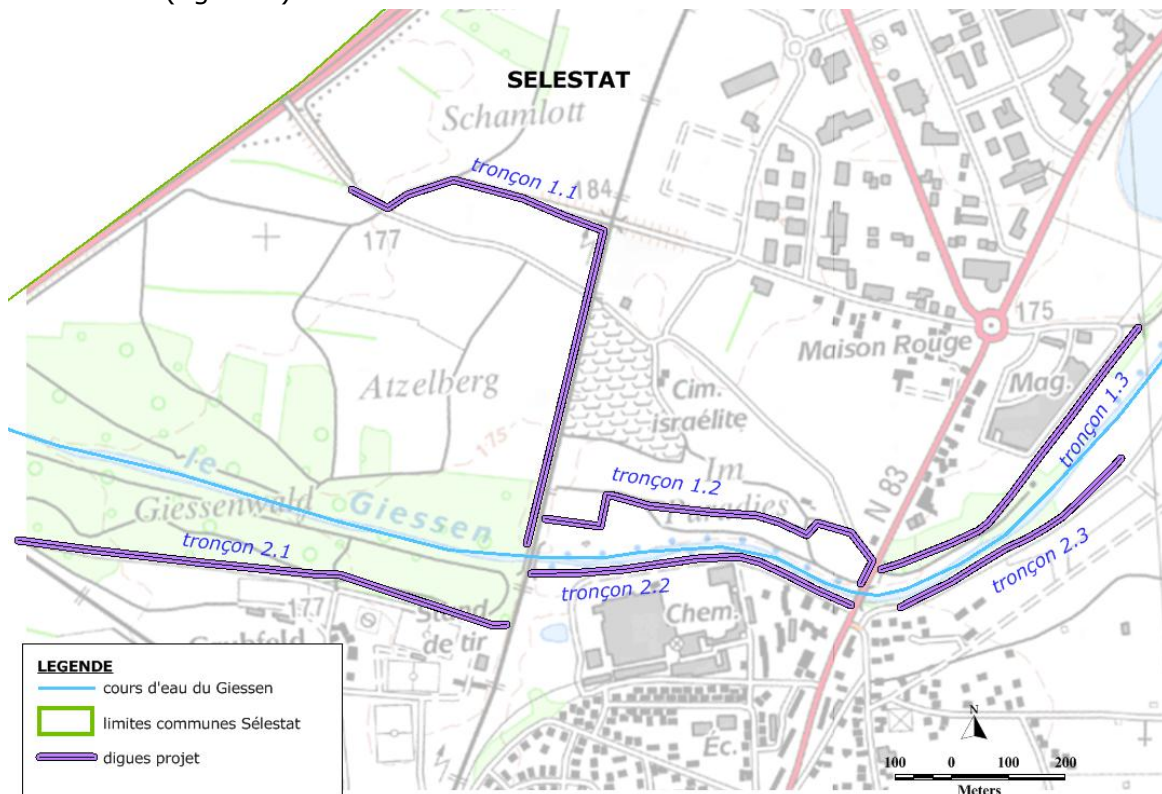 SELESTAT
Schamlott
tronçon 1.1
184
177
175
Maison Rouge
Mag.
Atzelberg
Cim.
israélite
175
tronçon 1.3
le
Giessen
Giessenwald
tronçon 1.2
Im
Paradies
N 83
tronçon 2.1
tronçon 2.2
tronçon 2.3
177
Stand
de tir
Chem.
Grubfeld
Éc.
LEGENDE
cours d'eau du Giessen
limites communes Sélestat
digues projet
N
100 0 100 200
Meters